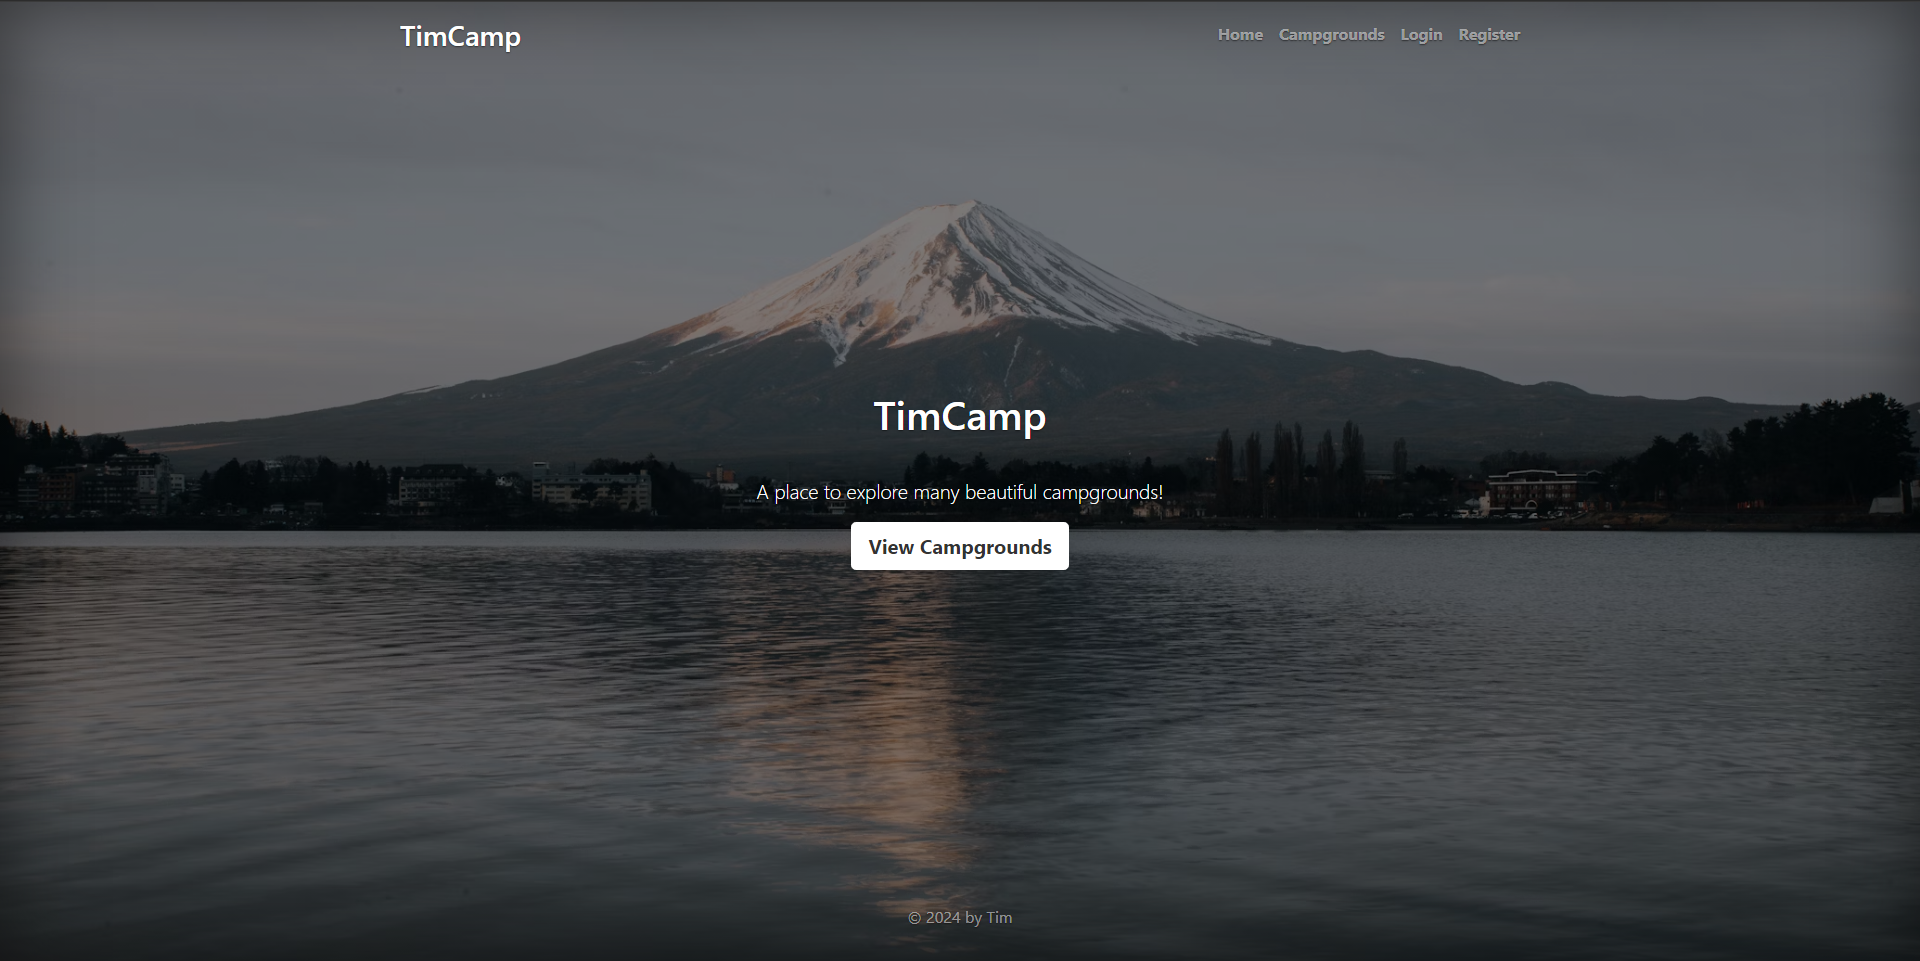 TimCamp
Home Campgrounds Login Register
TimCamp
A place to explore many beautiful campgrounds!
View Campgrounds
© 2024 by Tim